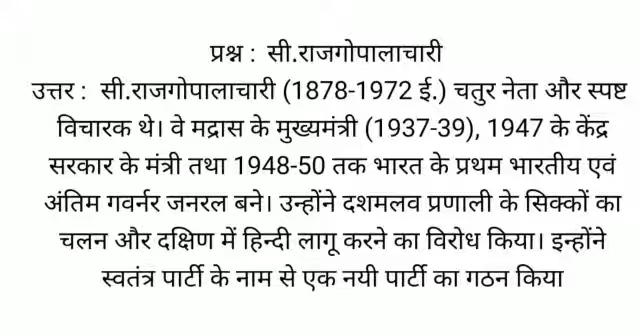 प्रश्न : सी.राजगोपालाचारी
उत्तर : सी.राजगोपालाचारी (1878-1972 ई.) चतुर नेता और स्पष्ट
विचारक थे। वे मद्रास के मुख्यमंत्री (1937-39), 1947 के केंद्र
सरकार के मंत्री तथा 1948-50 तक भारत के प्रथम भारतीय एवं
अंतिम गवर्नर जनरल बने। उन्होंने दशमलव प्रणाली के सिक्कों का
चलन और दक्षिण में हिन्दी लागू करने का विरोध किया। इन्होंने
स्वतंत्र पार्टी के नाम से एक नयी पार्टी का गठन किया